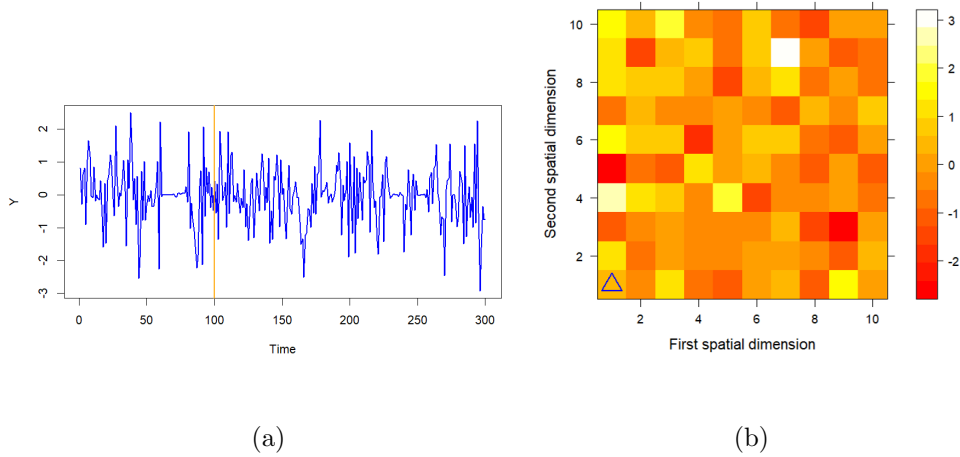 2
1
0
-1
-2
-3
Y
0 50 100 150 200 250 300
Time
(a)
10
8
6
4
2
Second spatial dimension
2 4 6 8 10
First spatial dimension
3
2
1
0
-1
-2
(b)